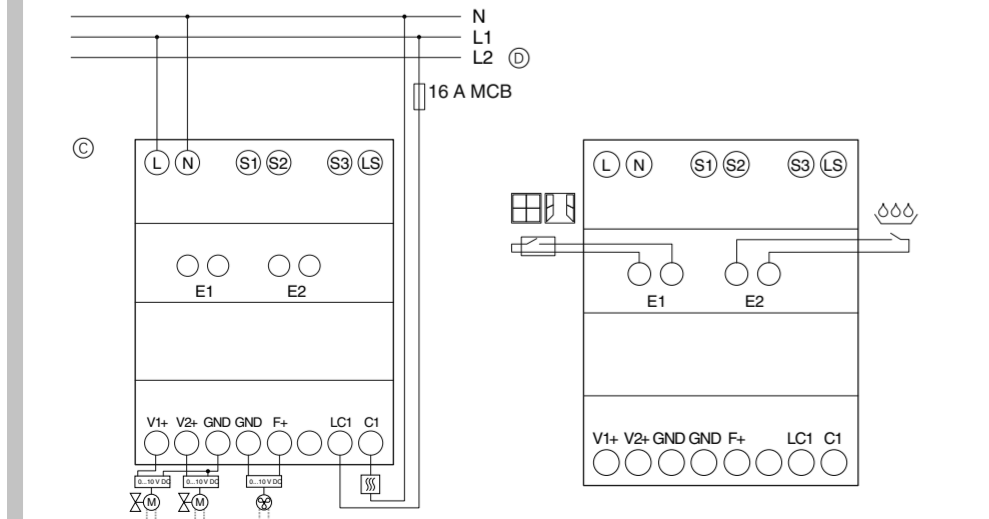 N
L1
L2 Ⓓ
16 A MCB
Ⓒ
L N S1 S2 S3 LS
E1 E2
V1+ V2+ GND GND F+ LC1 C1
0...10 V DC 0...10 V DC 0...10 V DC
M M
L N S1 S2 S3 LS
E1 E2
V1+ V2+ GND GND F+ LC1 C1